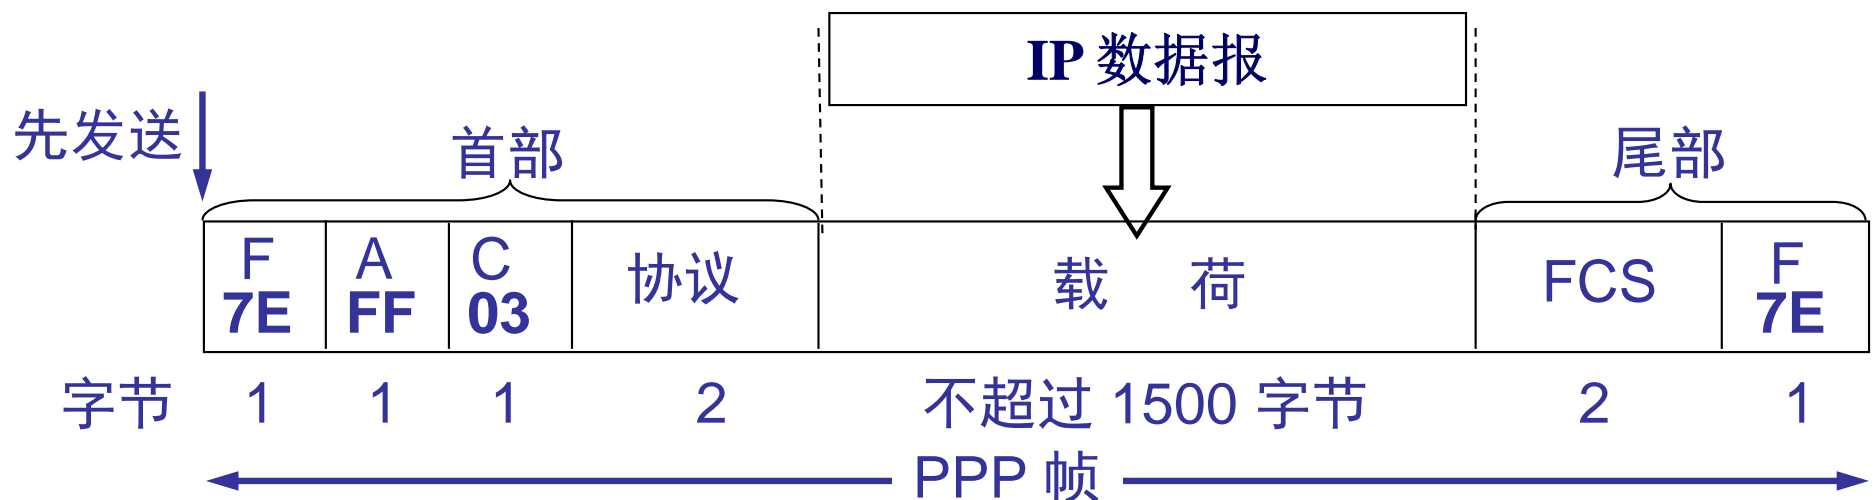 IP 数据报
先发送
首部
尾部
F A C 协议 载 荷 FCS F
7E FF 03 7E
字节 1 1 1 2 不超过 1500 字节 2 1
PPP 帧